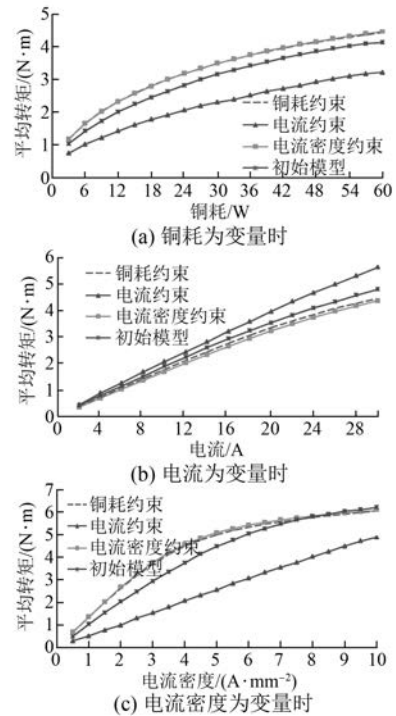 5
4
3
2
1
0
平均转矩/(N·m)
铜耗约束
电流约束
电流密度约束
初始模型
6 12 18 24 30 36 42 48 54 60
铜耗/W
(a) 铜耗为变量时
6
5
4
3
2
1
0
平均转矩/(N·m)
铜耗约束
电流约束
电流密度约束
初始模型
4 8 12 16 20 24 28
电流/A
(b) 电流为变量时
7
6
5
4
3
2
1
0
平均转矩/(N·m)
铜耗约束
电流约束
电流密度约束
初始模型
1 2 3 4 5 6 7 8 9 10
电流密度/(A·mm⁻²)
(c) 电流密度为变量时